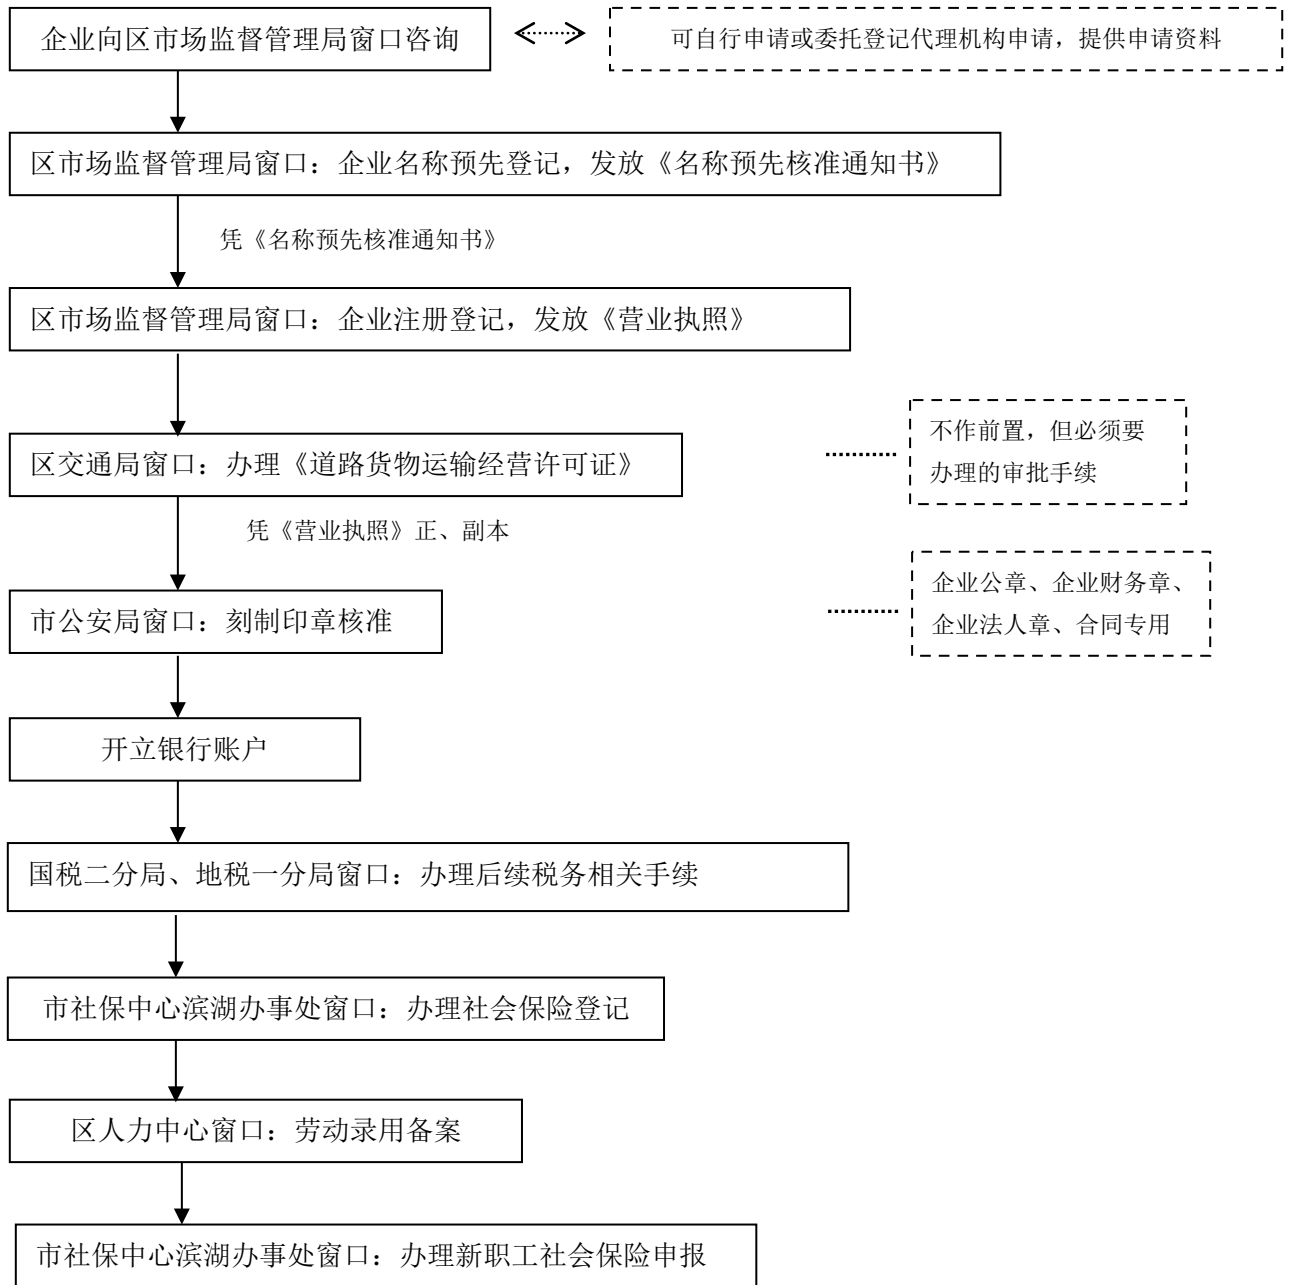 企业向区市场监督管理局窗口咨询
可自行申请或委托登记代理机构申请，提供申请资料
区市场监督管理局窗口：企业名称预先登记，发放《名称预先核准通知书》
凭《名称预先核准通知书》
区市场监督管理局窗口：企业注册登记，发放《营业执照》
区交通局窗口：办理《道路货物运输经营许可证》
不作前置，但必须要
办理的审批手续
凭《营业执照》正、副本
市公安局窗口：刻制印章核准
企业公章、企业财务章、
企业法人章、合同专用
开立银行账户
国税二分局、地税一分局窗口：办理后续税务相关手续
市社保中心滨湖办事处窗口：办理社会保险登记
区人力中心窗口：劳动录用备案
市社保中心滨湖办事处窗口：办理新职工社会保险申报